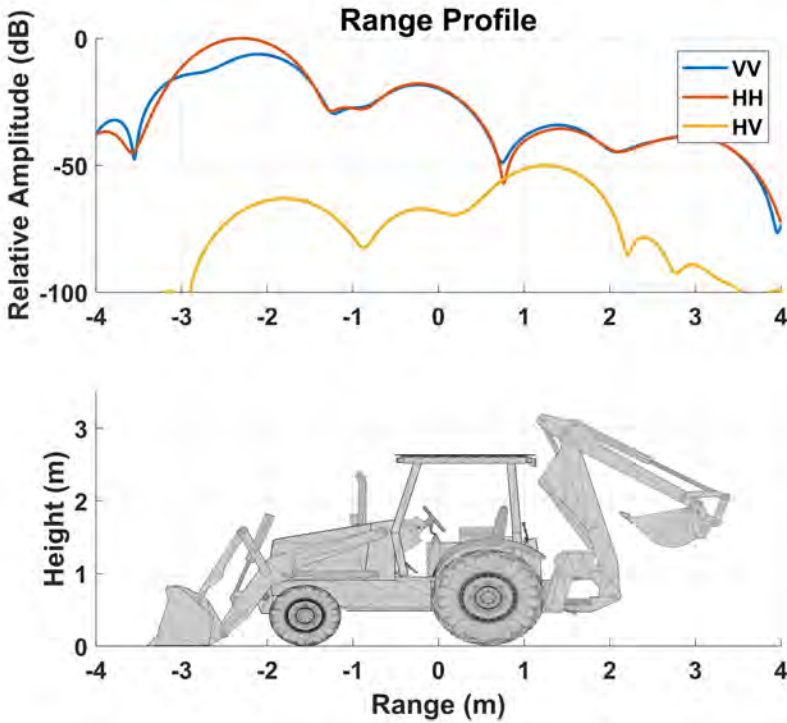 Range Profile
Relative Amplitude (dB)
0
-50
-100
VV
HH
HV
-4 -3 -2 -1 0 1 2 3 4
Height (m)
3
2
1
0
-4 -3 -2 -1 0 1 2 3 4
Range (m)